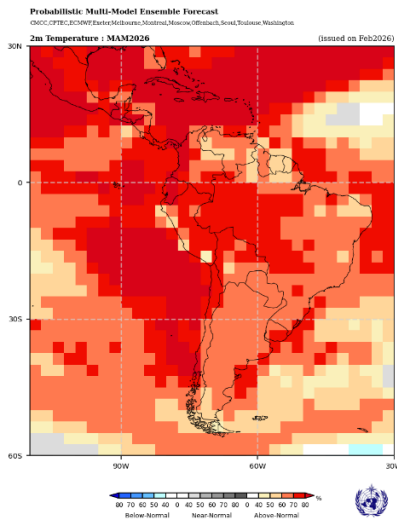 Probabilistic Multi-Model Ensemble Forecast
CMCC,CPTEC,ECMWF,Exeter,Melbourne,Montreal,Moscow,Offenbach,Seoul,Toulouse,Washington
2m Temperature : MAM2026 (issued on Feb2026)
30N
0
30S
60S
90W 60W 30W
80 70 60 50 40 0 40 50 60 70 80 0 40 50 60 70 80 %
Below-Normal Near-Normal Above-Normal